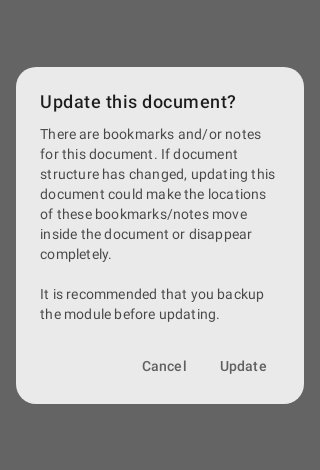 Update this document?
There are bookmarks and/or notes
for this document. If document
structure has changed, updating this
document could make the locations
of these bookmarks/notes move
inside the document or disappear
completely.
It is recommended that you backup
the module before updating.
Cancel Update